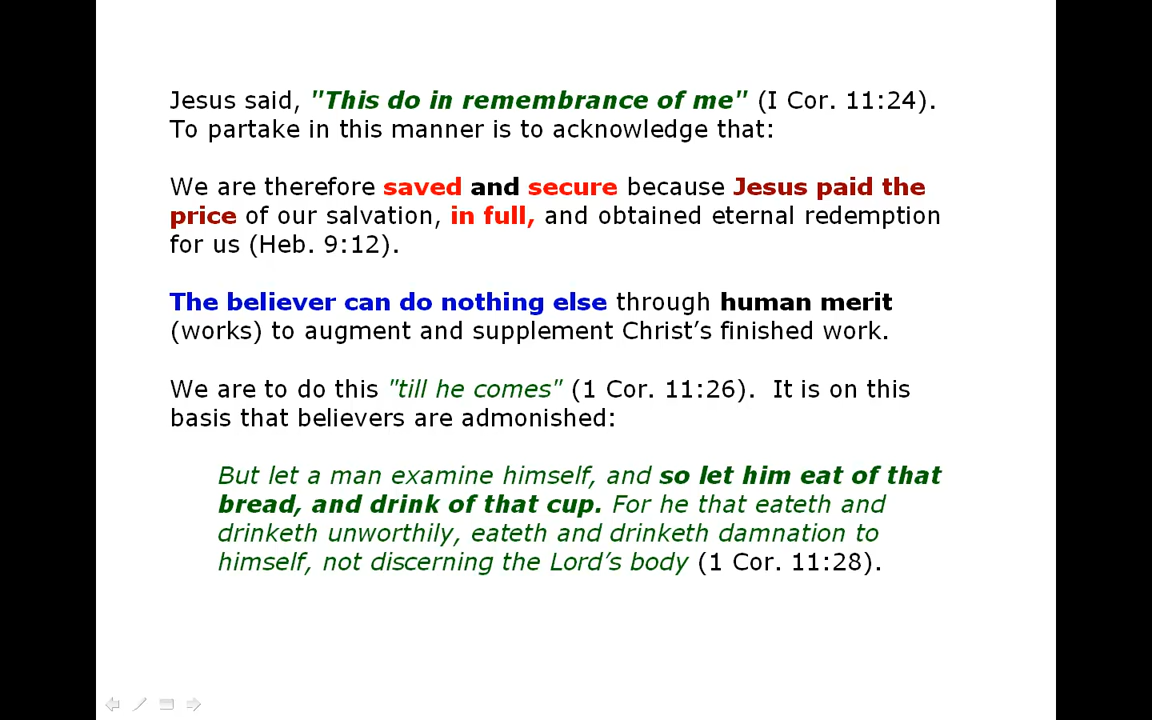 Jesus said, "This do in remembrance of me" (I Cor. 11:24).
To partake in this manner is to acknowledge that:
We are therefore saved and secure because Jesus paid the
price of our salvation, in full, and obtained eternal redemption
for us (Heb. 9:12).
The believer can do nothing else through human merit
(works) to augment and supplement Christ’s finished work.
We are to do this "till he comes" (1 Cor. 11:26).  It is on this
basis that believers are admonished:
But let a man examine himself, and so let him eat of that
bread, and drink of that cup. For he that eateth and
drinketh unworthily, eateth and drinketh damnation to
himself, not discerning the Lord’s body (1 Cor. 11:28).